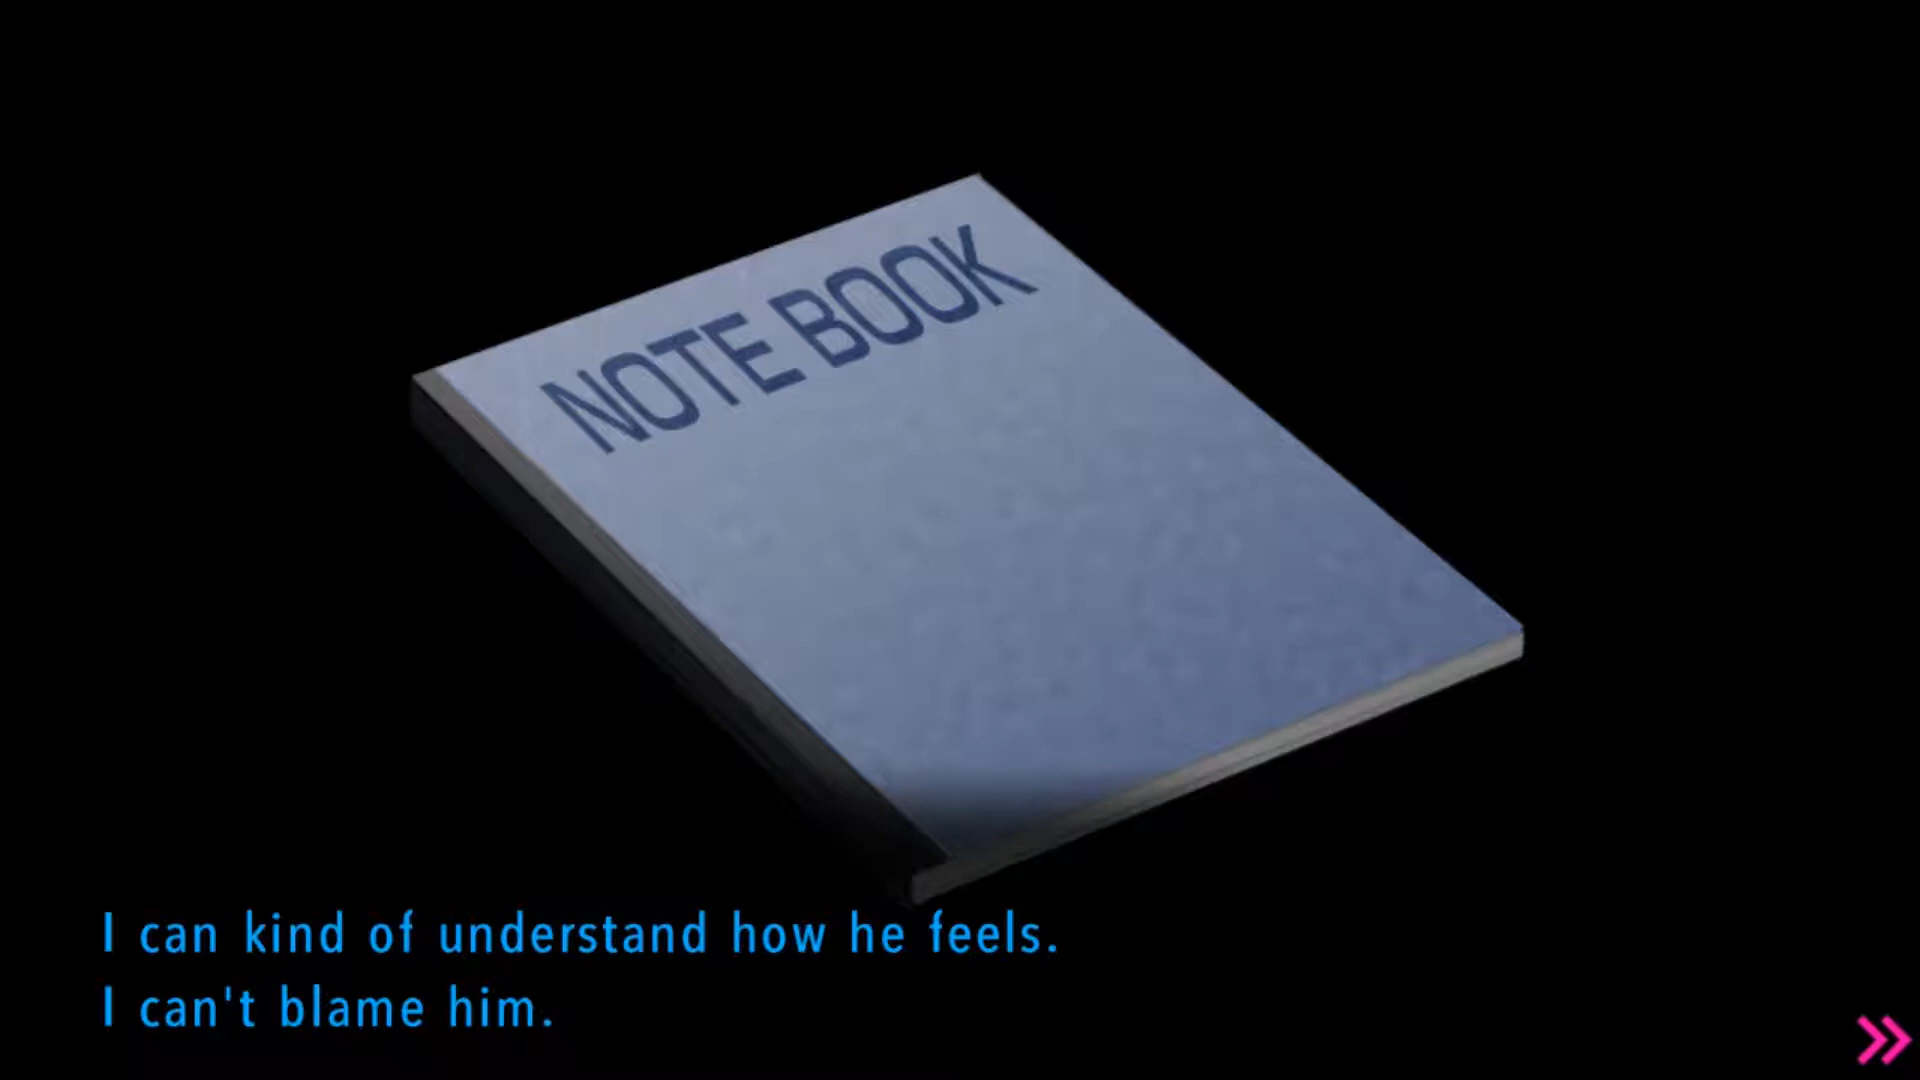 NOTE BOOK
I can kind of understand how he feels.
I can't blame him.